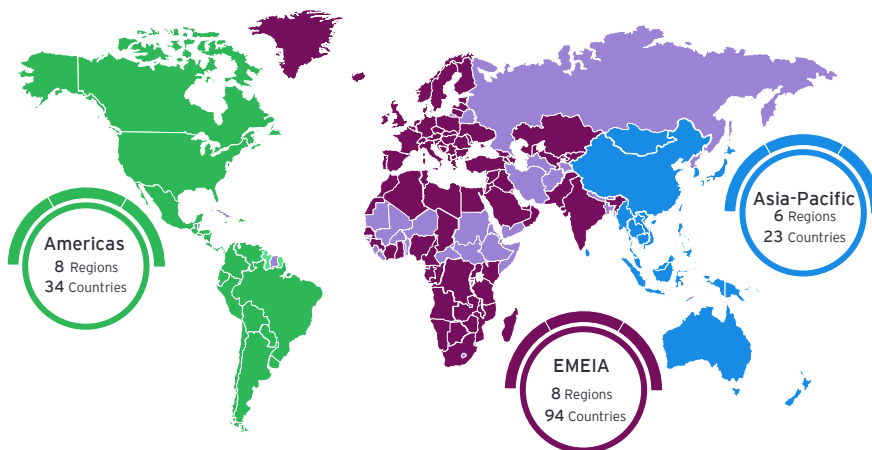 Americas
8 Regions
34 Countries
Asia-Pacific
6 Regions
23 Countries
EMEIA
8 Regions
94 Countries